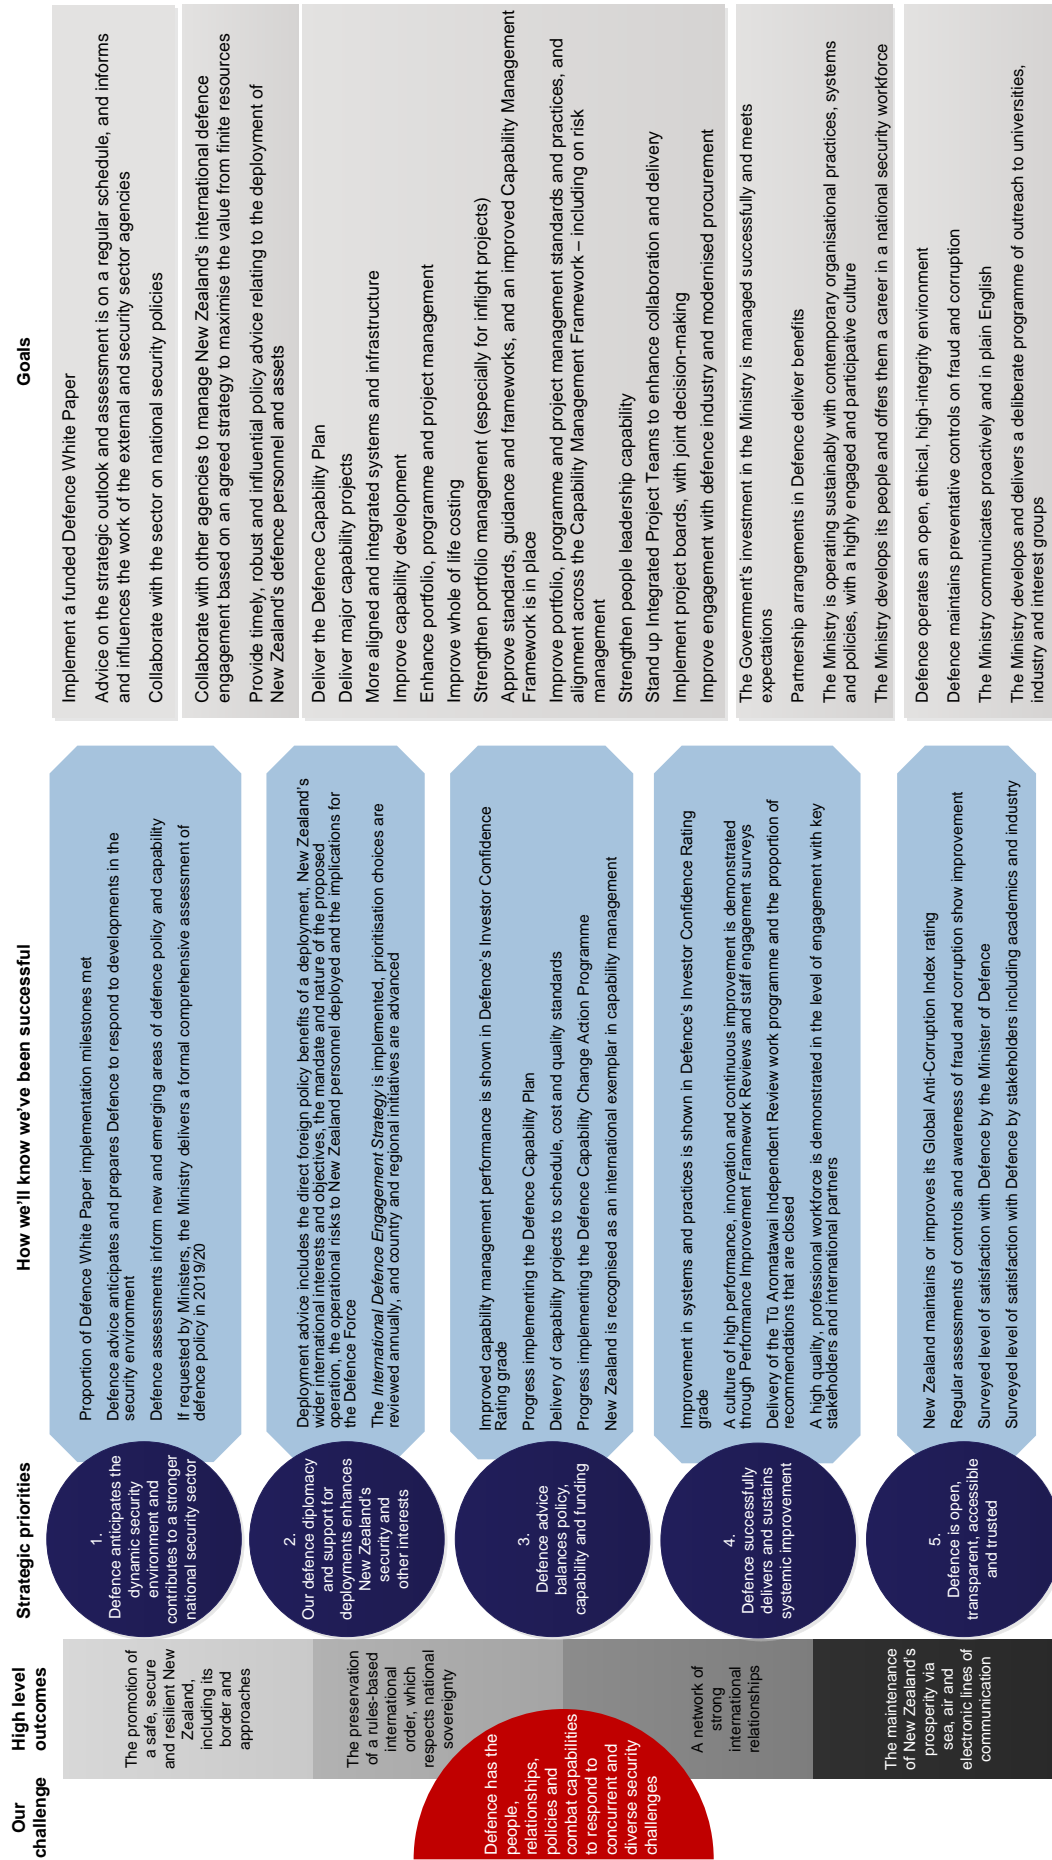 Our
challenge
High level
outcomes
Strategic priorities
How we'll know we've been successful
Goals
Defence has the
people,
relationships,
policies and
combat capabilities
to respond to
concurrent and
diverse security
challenges
The promotion of
a safe, secure
and resilient New
Zealand,
including its
border and
approaches
The preservation
of a rules-based
international
order, which
respects national
sovereignty
A network of
strong
international
relationships
The maintenance
of New Zealand's
prosperity via
sea, air and
electronic lines of
communication
1.
Defence anticipates the
dynamic security
environment and
contributes to a stronger
national security sector
Proportion of Defence White Paper implementation milestones met
Defence advice anticipates and prepares Defence to respond to developments in the
security environment
Defence assessments inform new and emerging areas of defence policy and capability
If requested by Ministers, the Ministry delivers a formal comprehensive assessment of
defence policy in 2019/20
Implement a funded Defence White Paper
Advice on the strategic outlook and assessment is on a regular schedule, and informs
and influences the work of the external and security sector agencies
Collaborate with the sector on national security policies
2.
Our defence diplomacy
and support for
deployments enhances
New Zealand's
security and
other interests
Deployment advice includes the direct foreign policy benefits of a deployment, New Zealand's
wider international interests and objectives, the mandate and nature of the proposed
operation, the operational risks to New Zealand personnel deployed and the implications for
the Defence Force
The International Defence Engagement Strategy is implemented, prioritisation choices are
reviewed annually, and country and regional initiatives are advanced
Collaborate with other agencies to manage New Zealand's international defence
engagement based on an agreed strategy to maximise the value from finite resources
Provide timely, robust and influential policy advice relating to the deployment of
New Zealand's defence personnel and assets
3.
Defence advice
balances policy,
capability and funding
Improved capability management performance is shown in Defence's Investor Confidence
Rating grade
Progress implementing the Defence Capability Plan
Delivery of capability projects to schedule, cost and quality standards
Progress implementing the Defence Capability Change Action Programme
New Zealand is recognised as an international exemplar in capability management
Deliver the Defence Capability Plan
Deliver major capability projects
More aligned and integrated systems and infrastructure
Improve capability development
Enhance portfolio, programme and project management
Improve whole of life costing
Strengthen portfolio management (especially for inflight projects)
Approve standards, guidance and frameworks, and an improved Capability Management
Framework is in place
Improve portfolio, programme and project management standards and practices, and
alignment across the Capability Management Framework – including on risk
management
Strengthen people leadership capability
Stand up Integrated Project Teams to enhance collaboration and delivery
Implement project boards, with joint decision-making
Improve engagement with defence industry and modernised procurement
4.
Defence successfully
delivers and sustains
systemic improvement
Improvement in systems and practices is shown in Defence's Investor Confidence Rating
grade
A culture of high performance, innovation and continuous improvement is demonstrated
through Performance Improvement Framework Reviews and staff engagement surveys
Delivery of the Tū Aromatawai Independent Review work programme and the proportion of
recommendations that are closed
A high quality, professional workforce is demonstrated in the level of engagement with key
stakeholders and international partners
The Government's investment in the Ministry is managed successfully and meets
expectations
Partnership arrangements in Defence deliver benefits
The Ministry is operating sustainably with contemporary organisational practices, systems
and policies, with a highly engaged and participative culture
The Ministry develops its people and offers them a career in a national security workforce
5.
Defence is open,
transparent, accessible
and trusted
New Zealand maintains or improves its Global Anti-Corruption Index rating
Regular assessments of controls and awareness of fraud and corruption show improvement
Surveyed level of satisfaction with Defence by the Minister of Defence
Surveyed level of satisfaction with Defence by stakeholders including academics and industry
Defence operates an open, ethical, high-integrity environment
Defence maintains preventative controls on fraud and corruption
The Ministry communicates proactively and in plain English
The Ministry develops and delivers a deliberate programme of outreach to universities,
industry and interest groups